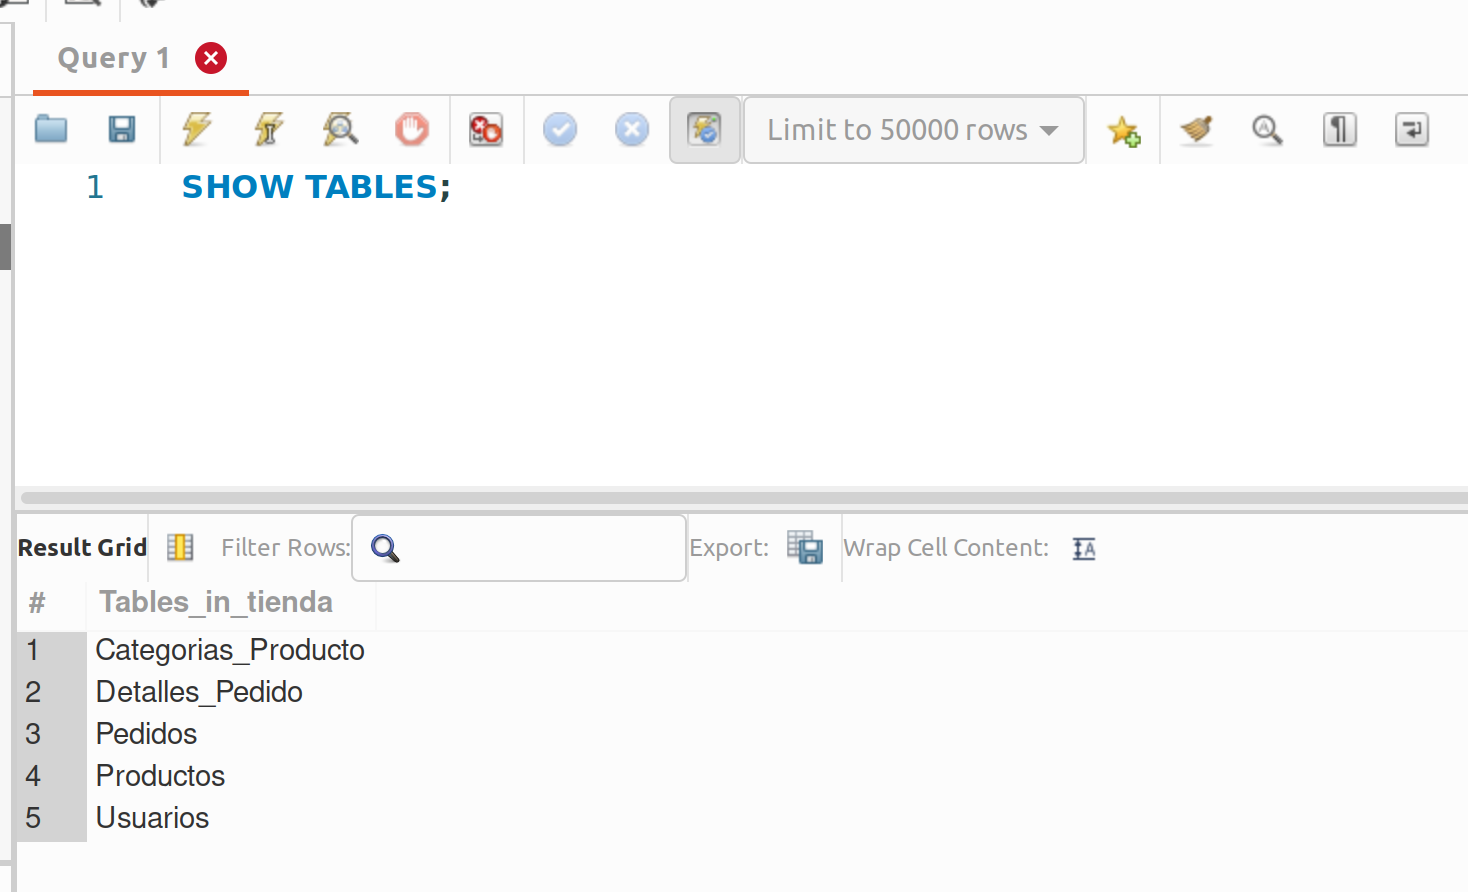 Query 1
Limit to 50000 rows
1 SHOW TABLES;
Result Grid Filter Rows: Export: Wrap Cell Content:
# Tables_in_tienda
1 Categorias_Producto
2 Detalles_Pedido
3 Pedidos
4 Productos
5 Usuarios